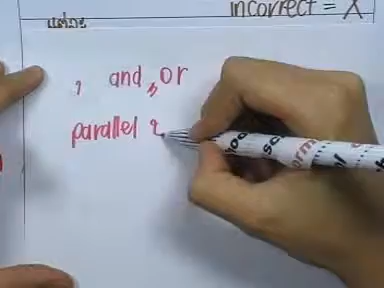 incorrect = X
, and , or
parallel